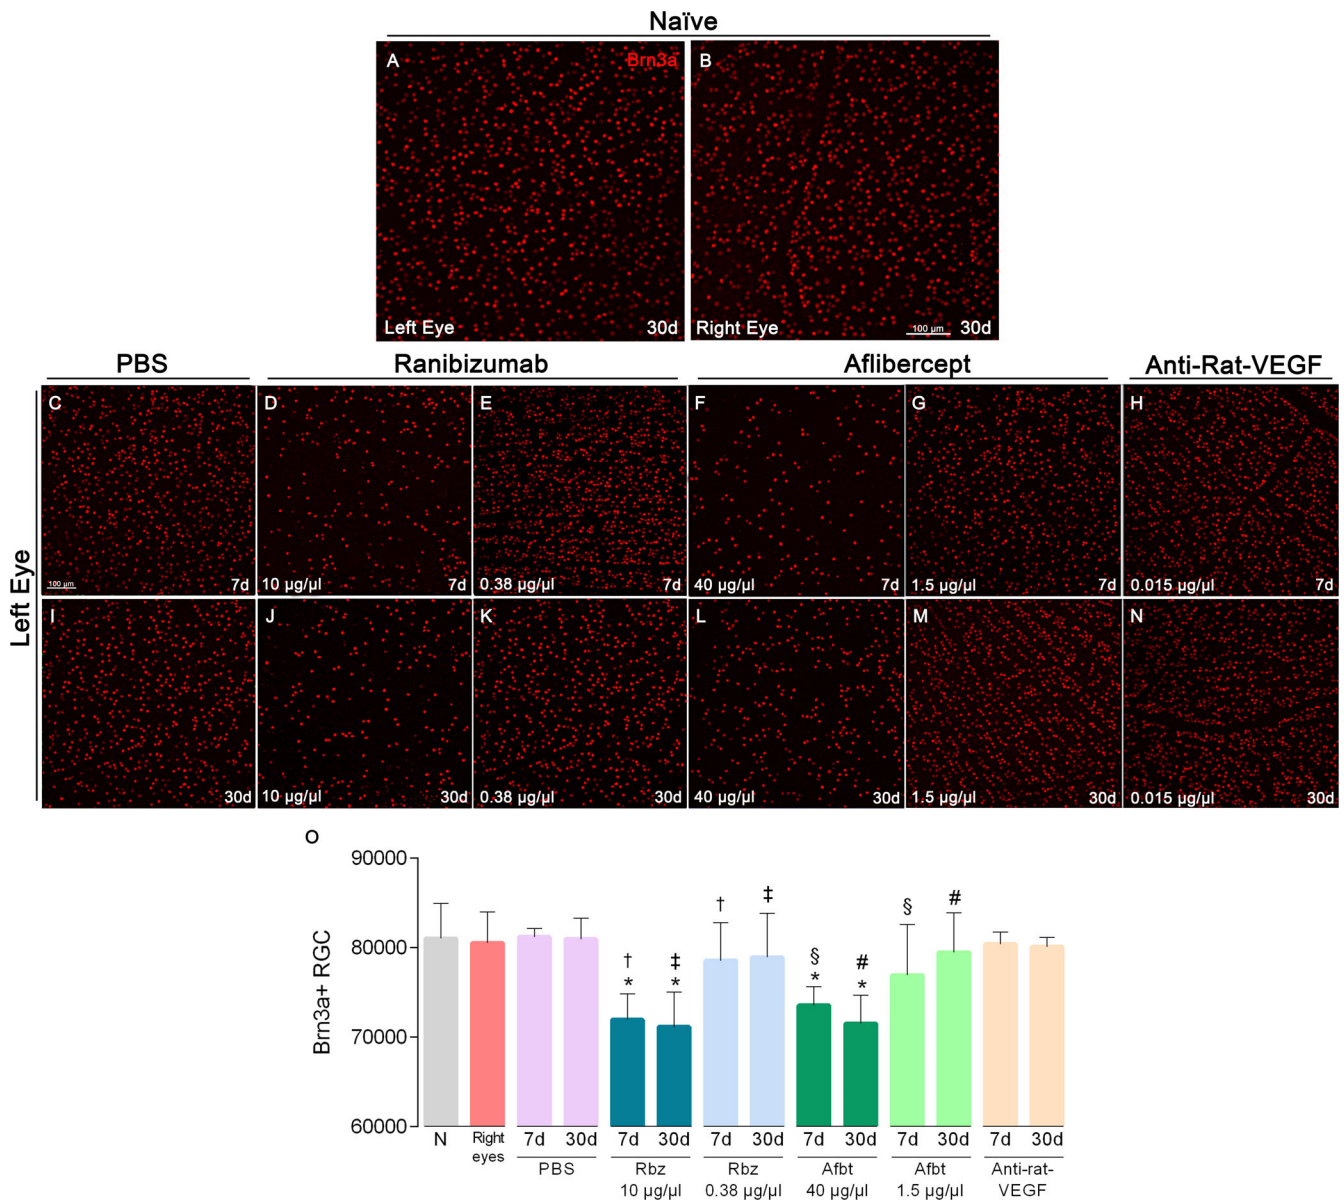 Naïve
A Brn3a B
Left Eye 30d Right Eye 100 µm 30d
PBS Ranibizumab Aflibercept Anti-Rat-VEGF
Left Eye
C D E F G H
100 µm 7d 10 µg/µl 7d 0.38 µg/µl 7d 40 µg/µl 7d 1.5 µg/µl 7d 0.015 µg/µl 7d
I J K L M N
30d 10 µg/µl 30d 0.38 µg/µl 30d 40 µg/µl 30d 1.5 µg/µl 30d 0.015 µg/µl 30d
O
Brn3a+ RGC
90000
80000
70000
60000
† * ‡ * † ‡ § * # * § #
N Right eyes 7d 30d 7d 30d 7d 30d 7d 30d 7d 30d 7d 30d
PBS Rbz Rbz Afbt Afbt Anti-rat-
10 µg/µl 0.38 µg/µl 40 µg/µl 1.5 µg/µl VEGF